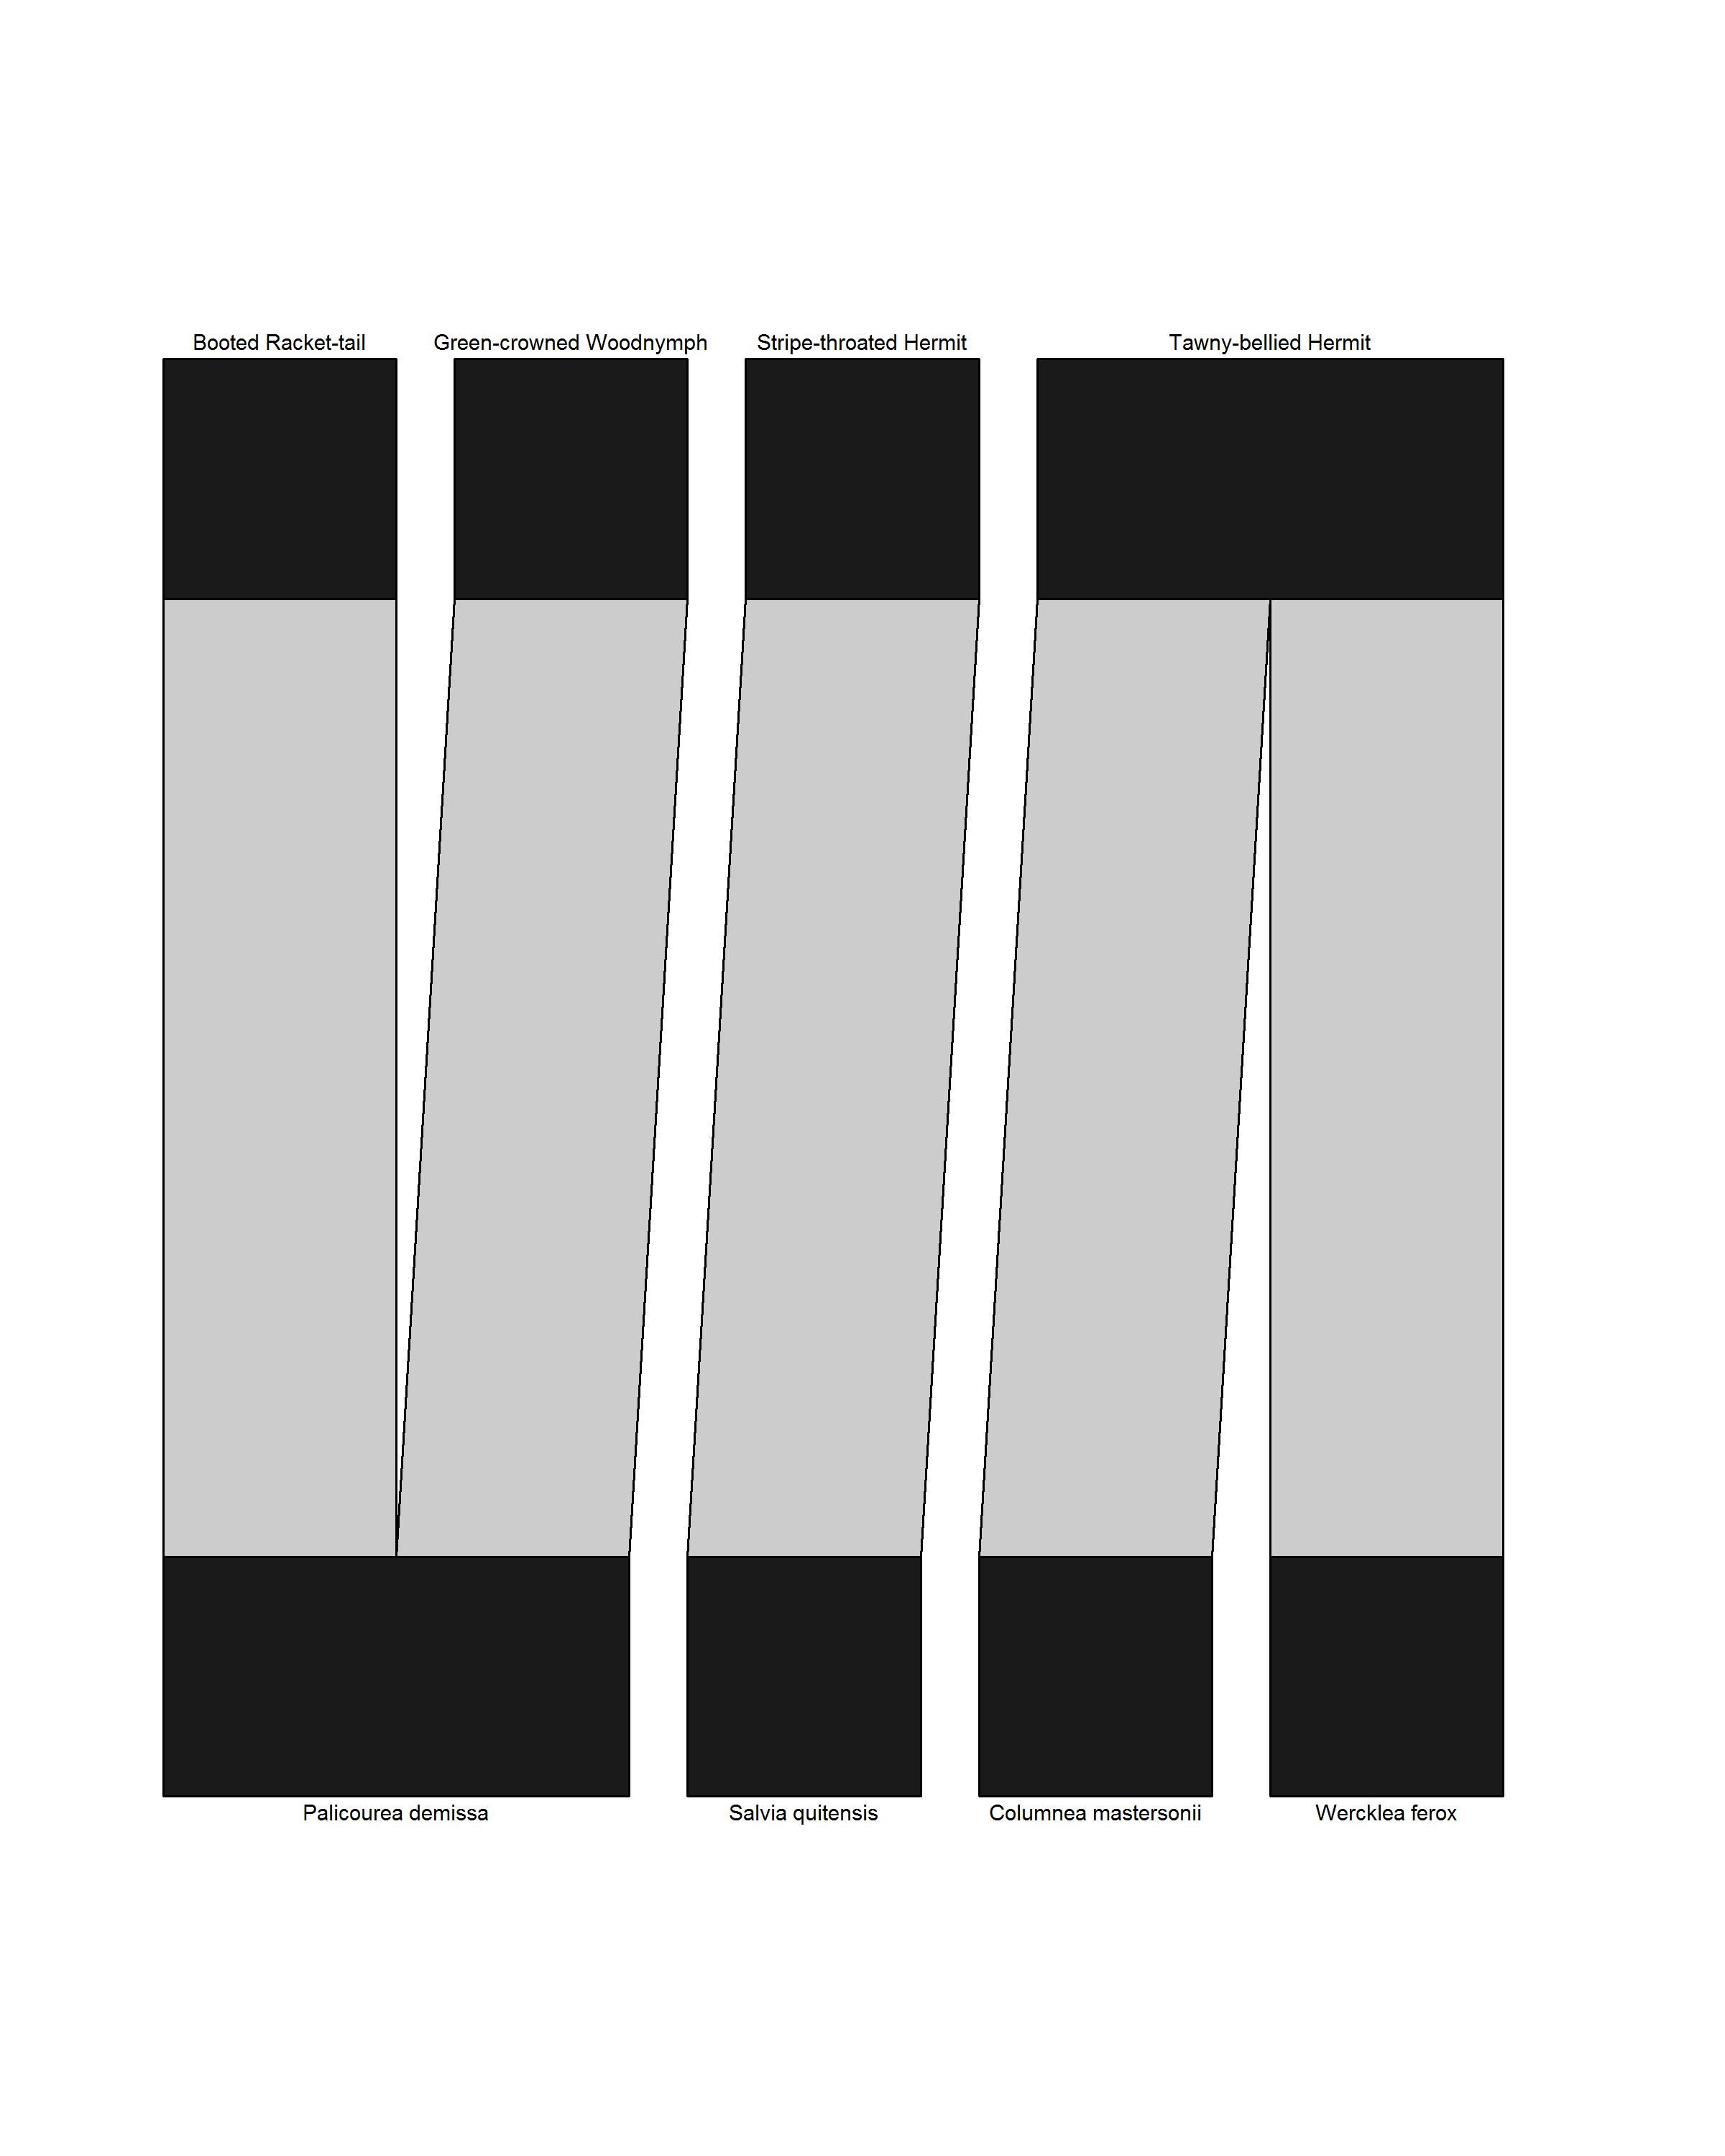 Booted Racket-tail
Green-crowned Woodnymph
Stripe-throated Hermit
Tawny-bellied Hermit
Palicourea demissa
Salvia quitensis
Columnea mastersonii
Wercklea ferox